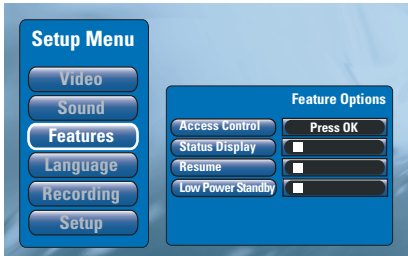 Setup Menu
Video
Sound
Features
Language
Recording
Setup
Feature Options
Access Control
Press OK
Status Display
Resume
Low Power Standby